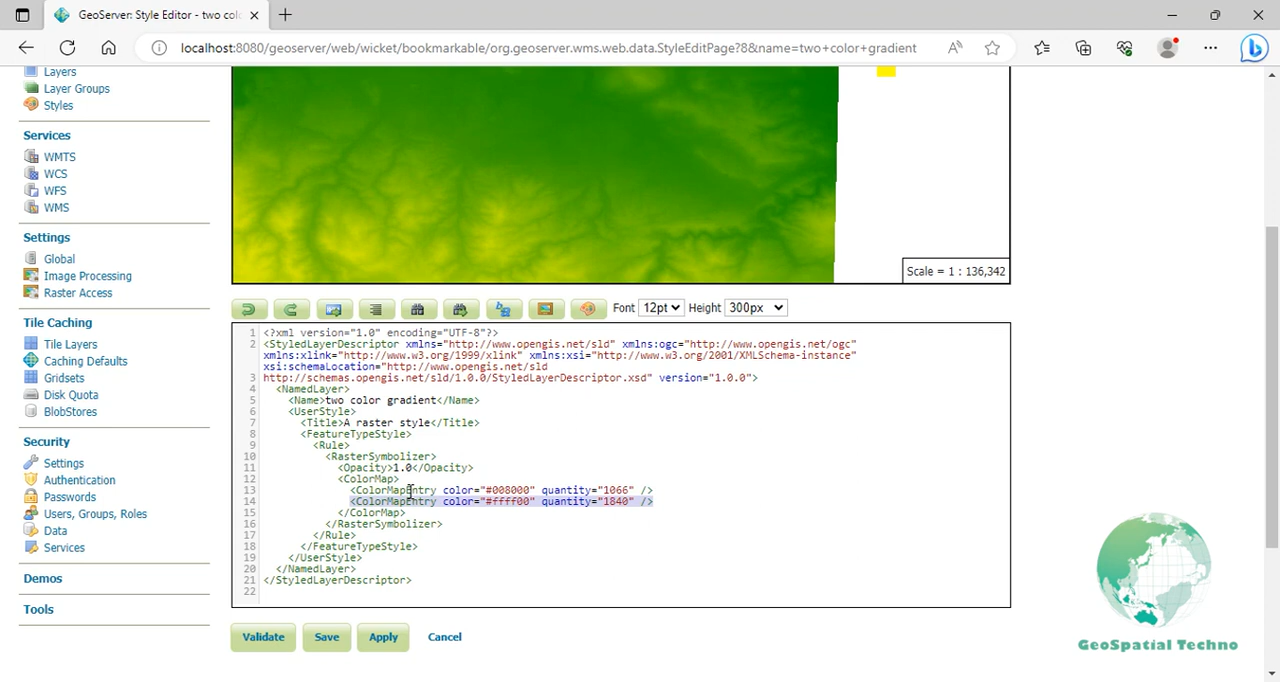 GeoServer: Style Editor - two col
localhost:8080/geoserver/web/wicket/bookmarkable/org.geoserver.wms.web.data.StyleEditPage?8&name=two+color+gradient
Layers
Layer Groups
Styles
Services
WMTS
WCS
WFS
WMS
Settings
Global
Image Processing
Raster Access
Tile Caching
Tile Layers
Caching Defaults
Gridsets
Disk Quota
BlobStores
Security
Settings
Authentication
Passwords
Users, Groups, Roles
Data
Services
Demos
Tools
Scale = 1 : 136,342
Font 12pt Height 300px
1 <?xml version="1.0" encoding="UTF-8"?>
2 <StyledLayerDescriptor xmlns="http://www.opengis.net/sld" xmlns:ogc="http://www.opengis.net/ogc"
xmlns:xlink="http://www.w3.org/1999/xlink" xmlns:xsi="http://www.w3.org/2001/XMLSchema-instance"
xsi:schemaLocation="http://www.opengis.net/sld
3 http://schemas.opengis.net/sld/1.0.0/StyledLayerDescriptor.xsd" version="1.0.0">
4 <NamedLayer>
5 <Name>two color gradient</Name>
6 <UserStyle>
7 <Title>A raster style</Title>
8 <FeatureTypeStyle>
9 <Rule>
10 <RasterSymbolizer>
11 <Opacity>1.0</Opacity>
12 <ColorMap>
13 <ColorMapEntry color="#008000" quantity="1066" />
14 <ColorMapEntry color="#ffff00" quantity="1840" />
15 </ColorMap>
16 </RasterSymbolizer>
17 </Rule>
18 </FeatureTypeStyle>
19 </UserStyle>
20 </NamedLayer>
21 </StyledLayerDescriptor>
22
Validate Save Apply Cancel
GeoSpatial Techno